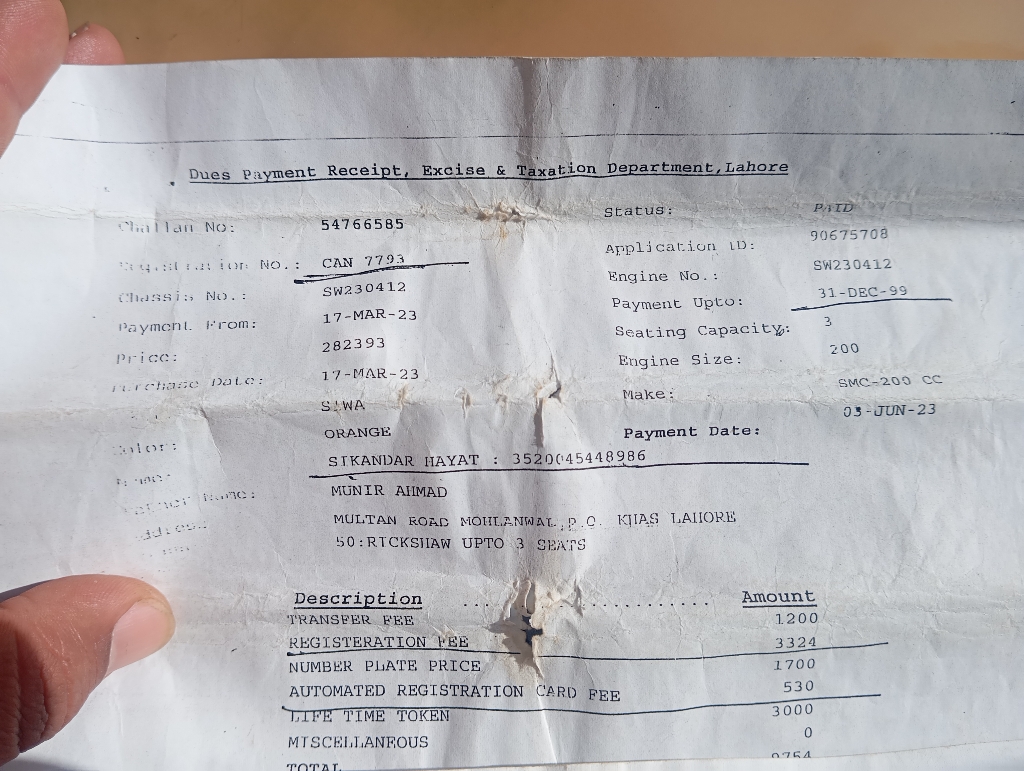 Dues Payment Receipt, Excise & Taxation Department, Lahore
Challan No: 54766585 Status: PAID
Registration No.: CAN 7793 Application ID: 90675708
Chassis No.: SW230412 Engine No.: SW230412
Payment From: 17-MAR-23 Payment Upto: 31-DEC-99
Price: 282393 Seating Capacity: 3
Purchase Date: 17-MAR-23 Engine Size: 200
SIWA Make: SMC-200 CC
Color: ORANGE Payment Date: 03-JUN-23
Name: SIKANDAR HAYAT : 3520045448986
Father Name: MUNIR AHMAD
Address: MULTAN ROAD MOHLANWAL P.O. KHAS LAHORE
50:RICKSHAW UPTO 3 SEATS
Description Amount
TRANSFER FEE 1200
REGISTERATION FEE 3324
NUMBER PLATE PRICE 1700
AUTOMATED REGISTRATION CARD FEE 530
LIFE TIME TOKEN 3000
MISCELLANEOUS 0
TOTAL 9754